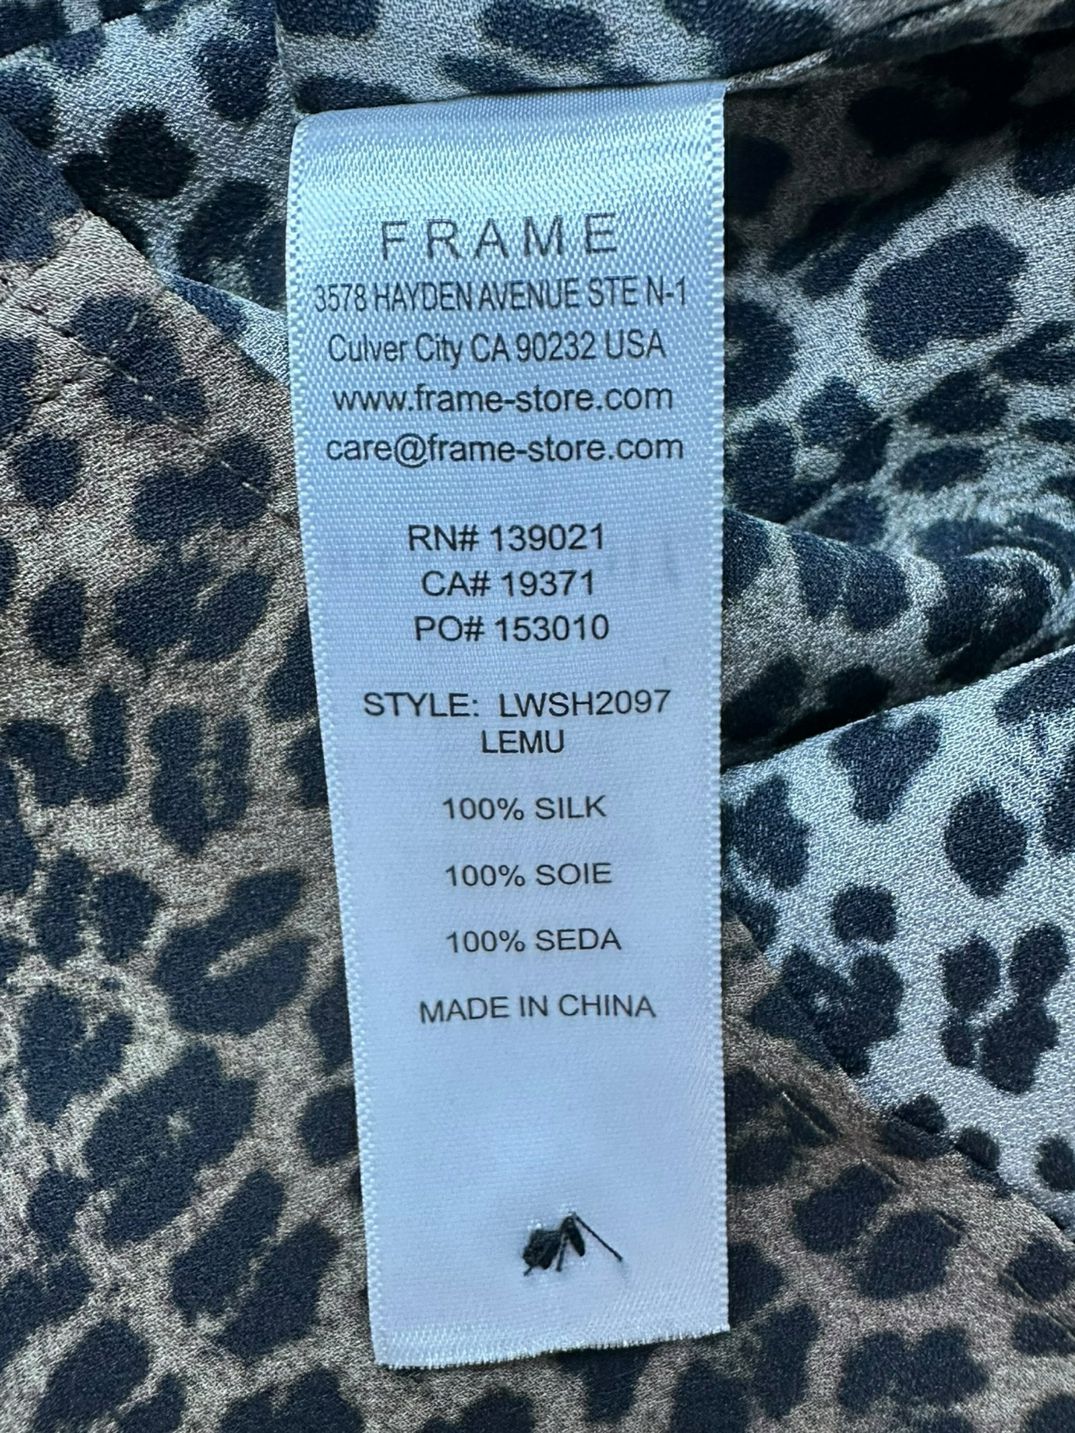 FRAME
3578 HAYDEN AVENUE STE N-1
Culver City CA 90232 USA
www.frame-store.com
care@frame-store.com
RN# 139021
CA# 19371
PO# 153010
STYLE: LWSH2097
LEMU
100% SILK
100% SOIE
100% SEDA
MADE IN CHINA